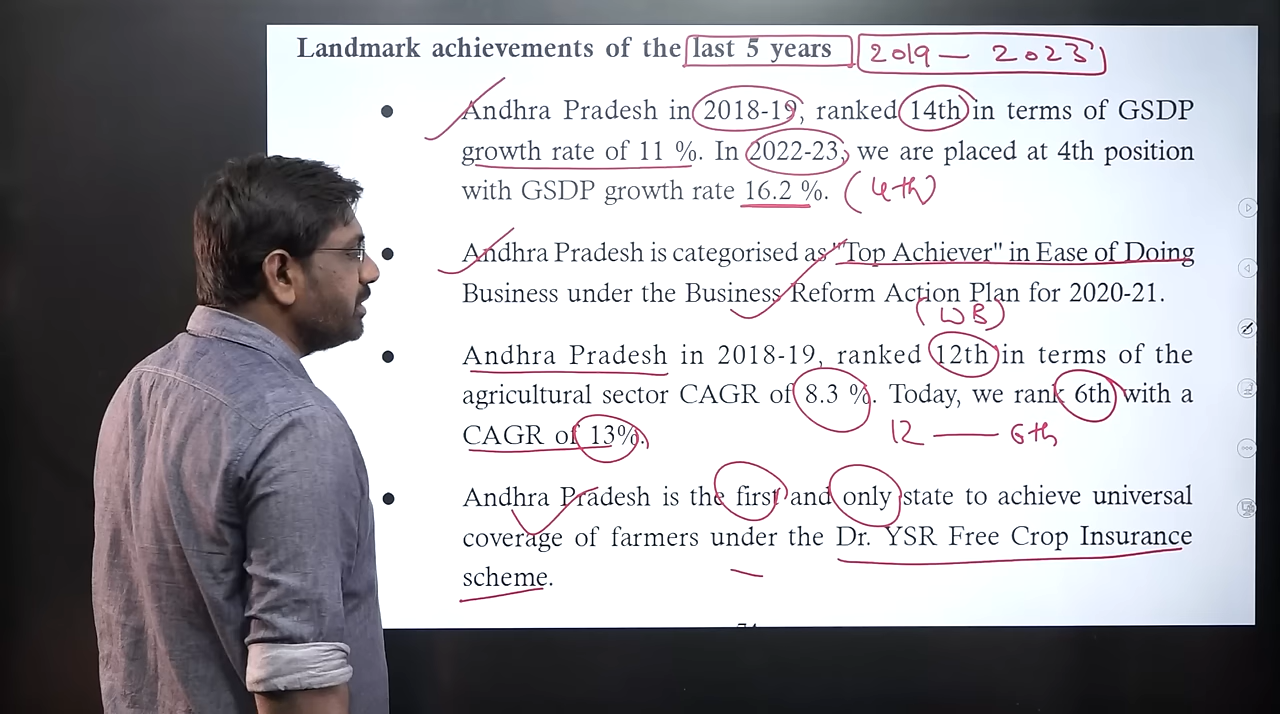 Landmark achievements of the last 5 years 2019 — 2023
• Andhra Pradesh in 2018-19, ranked 14th in terms of GSDP
growth rate of 11 %. In 2022-23, we are placed at 4th position
with GSDP growth rate 16.2 %. (4th)
• Andhra Pradesh is categorised as "Top Achiever" in Ease of Doing
Business under the Business Reform Action Plan for 2020-21.
(WB)
• Andhra Pradesh in 2018-19, ranked 12th in terms of the
agricultural sector CAGR of 8.3 %. Today, we rank 6th with a
CAGR of 13%. 12 — 6th
• Andhra Pradesh is the first and only state to achieve universal
coverage of farmers under the Dr. YSR Free Crop Insurance
scheme.